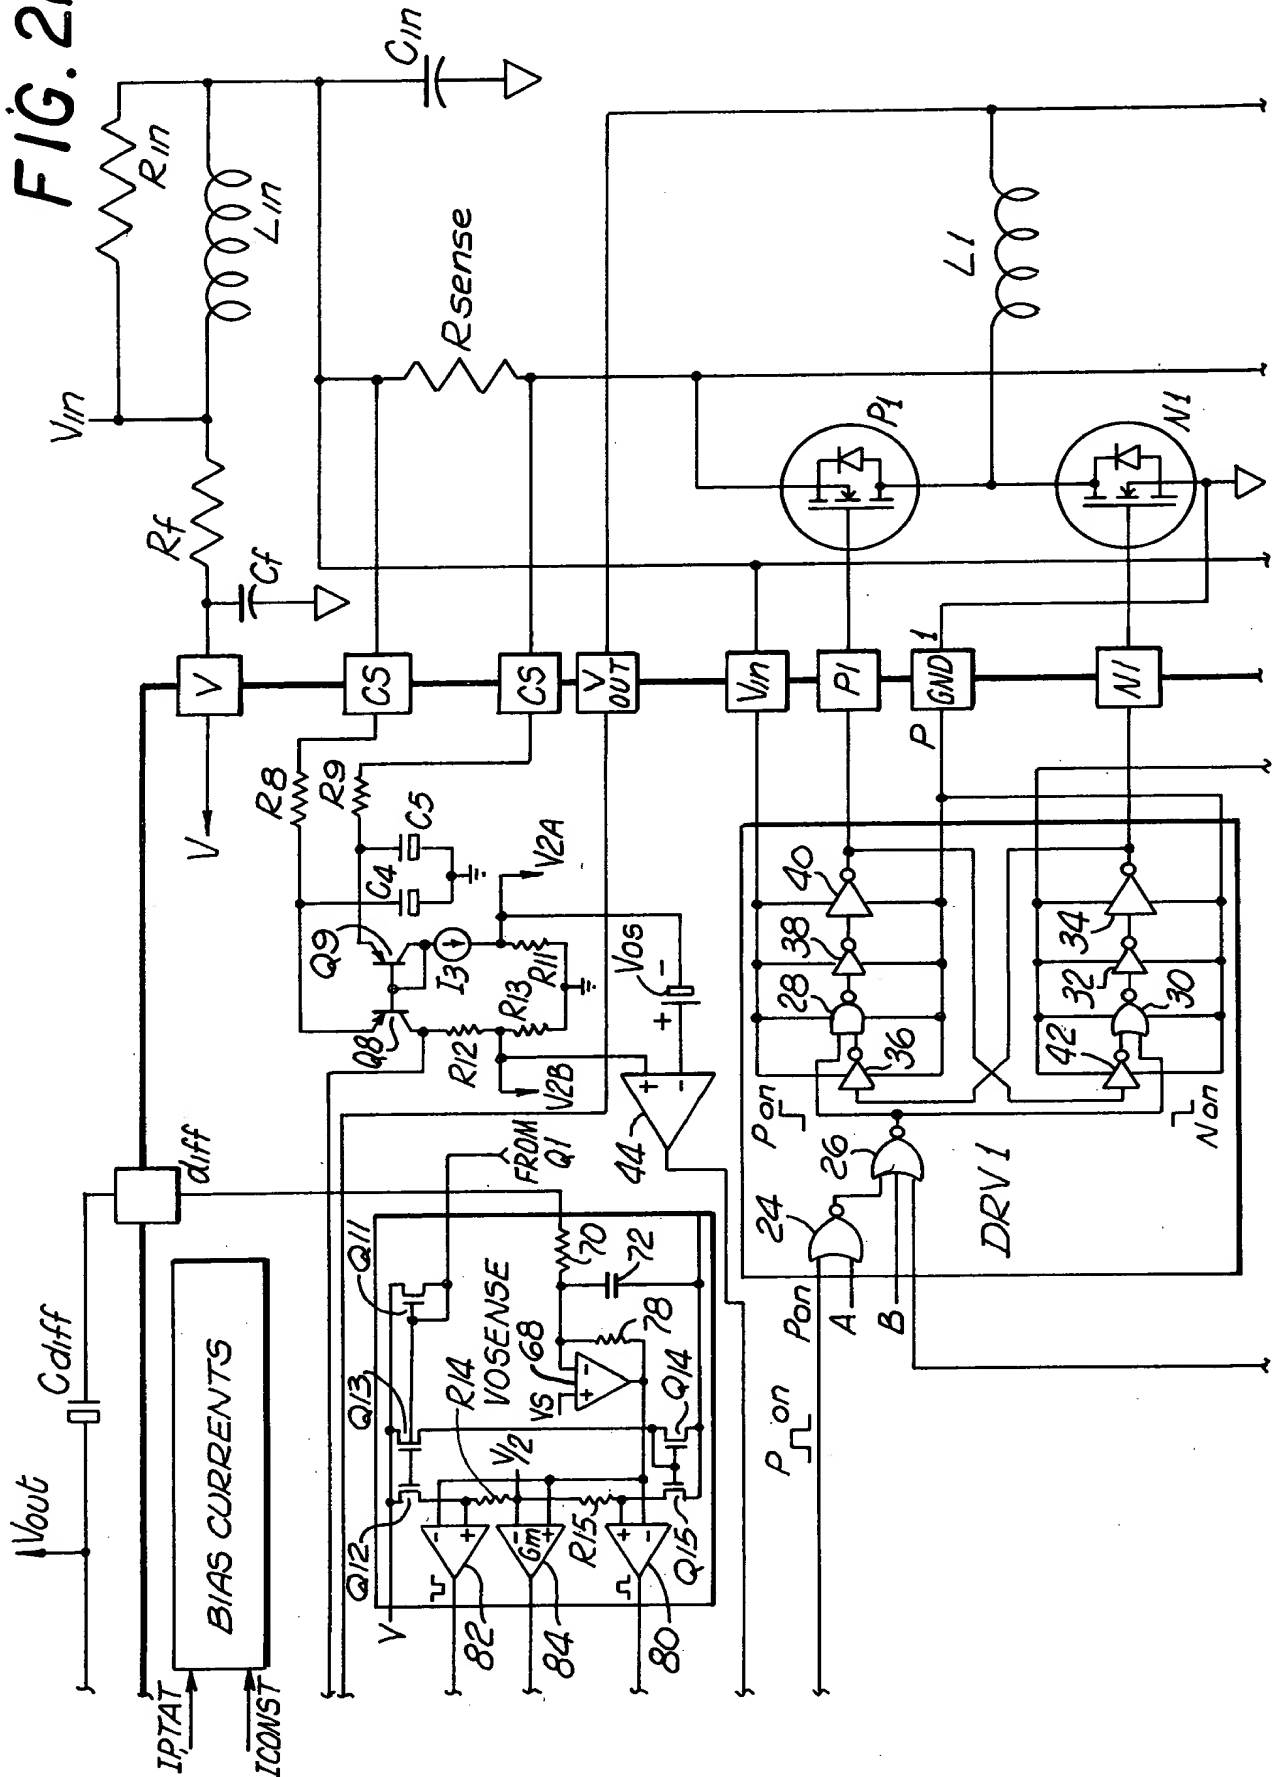 FIG. 2
Vin
Rin
Lin
Cin
Rf
Cf
Rsense
L1
P1
N1
V
CS
CS
V OUT
Vin
P1
P GND 1
N1
Vout
Cdiff
diff
BIAS CURRENTS
IPTAT
ICONST
V
R8
R9
C4
C5
Q9
Q8
I3
R11
R12
R13
V2A
V2B
Vos
+
-
+
-
44
FROM Q1
Q11
Q13
Q12
V
R14
VOSENSE
68
70
72
78
VS
+
-
V/2
Q14
Q15
R15
-
+
-
Gm
+
+
-
82
84
80
P on
Pon
A
B
24
26
DRV 1
Pon
Non
36
28
38
40
42
30
32
34